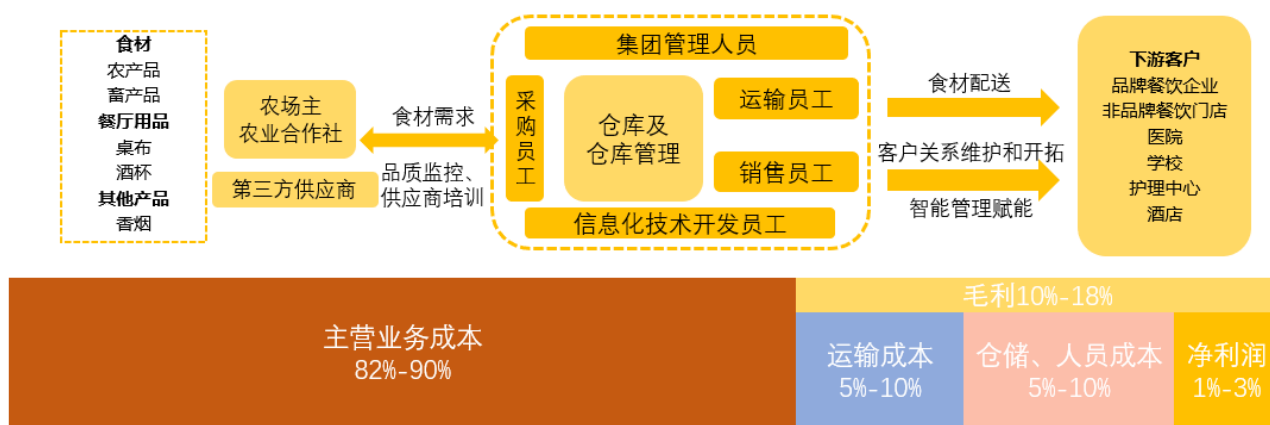 食材
农产品
畜产品
餐厅用品
桌布
酒杯
其他产品
香烟
农场主
农业合作社
第三方供应商
食材需求
品质监控、
供应商培训
集团管理人员
采
购
员
工
仓库及
仓库管理
运输员工
销售员工
信息化技术开发员工
食材配送
客户关系维护和开拓
智能管理赋能
下游客户
品牌餐饮企业
非品牌餐饮门店
医院
学校
护理中心
酒店
主营业务成本
82%-90%
毛利10%-18%
运输成本
5%-10%
仓储、人员成本
5%-10%
净利润
1%-3%